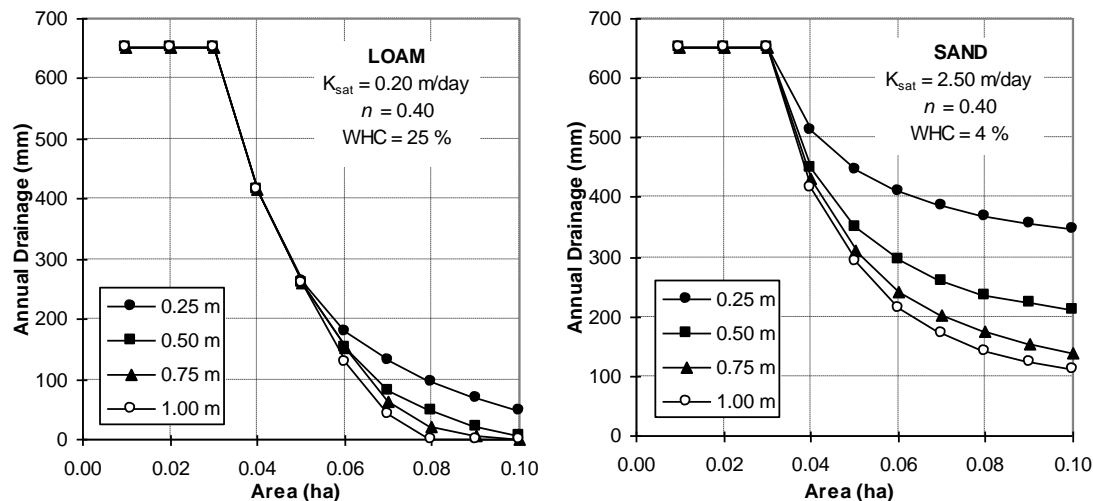 Annual Drainage (mm)
700
600
500
400
300
200
100
0
LOAM
K_sat = 0.20 m/day
n = 0.40
WHC = 25 %
0.25 m
0.50 m
0.75 m
1.00 m
0.00 0.02 0.04 0.06 0.08 0.10
Area (ha)
Annual Drainage (mm)
700
600
500
400
300
200
100
0
SAND
K_sat = 2.50 m/day
n = 0.40
WHC = 4 %
0.25 m
0.50 m
0.75 m
1.00 m
0.00 0.02 0.04 0.06 0.08 0.10
Area (ha)